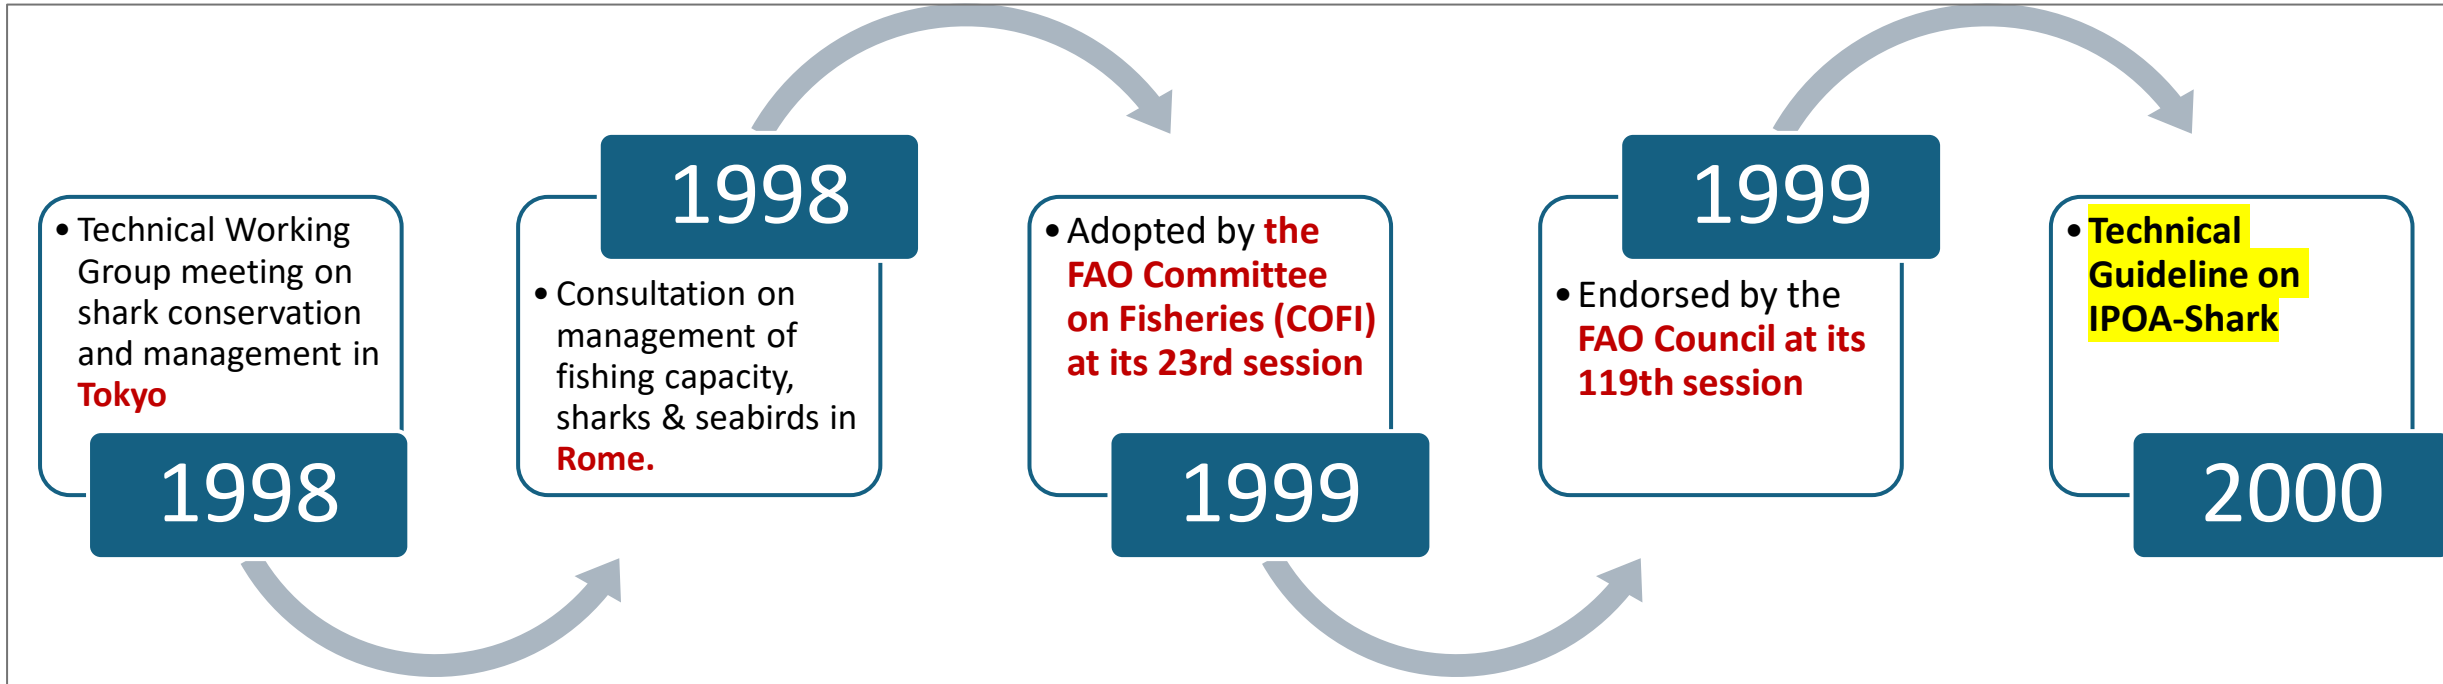 • Technical Working
Group meeting on
shark conservation
and management in
Tokyo
1998
1998
• Consultation on
management of
fishing capacity,
sharks & seabirds in
Rome.
• Adopted by the
FAO Committee
on Fisheries (COFI)
at its 23rd session
1999
1999
• Endorsed by the
FAO Council at its
119th session
• Technical
Guideline on
IPOA-Shark
2000